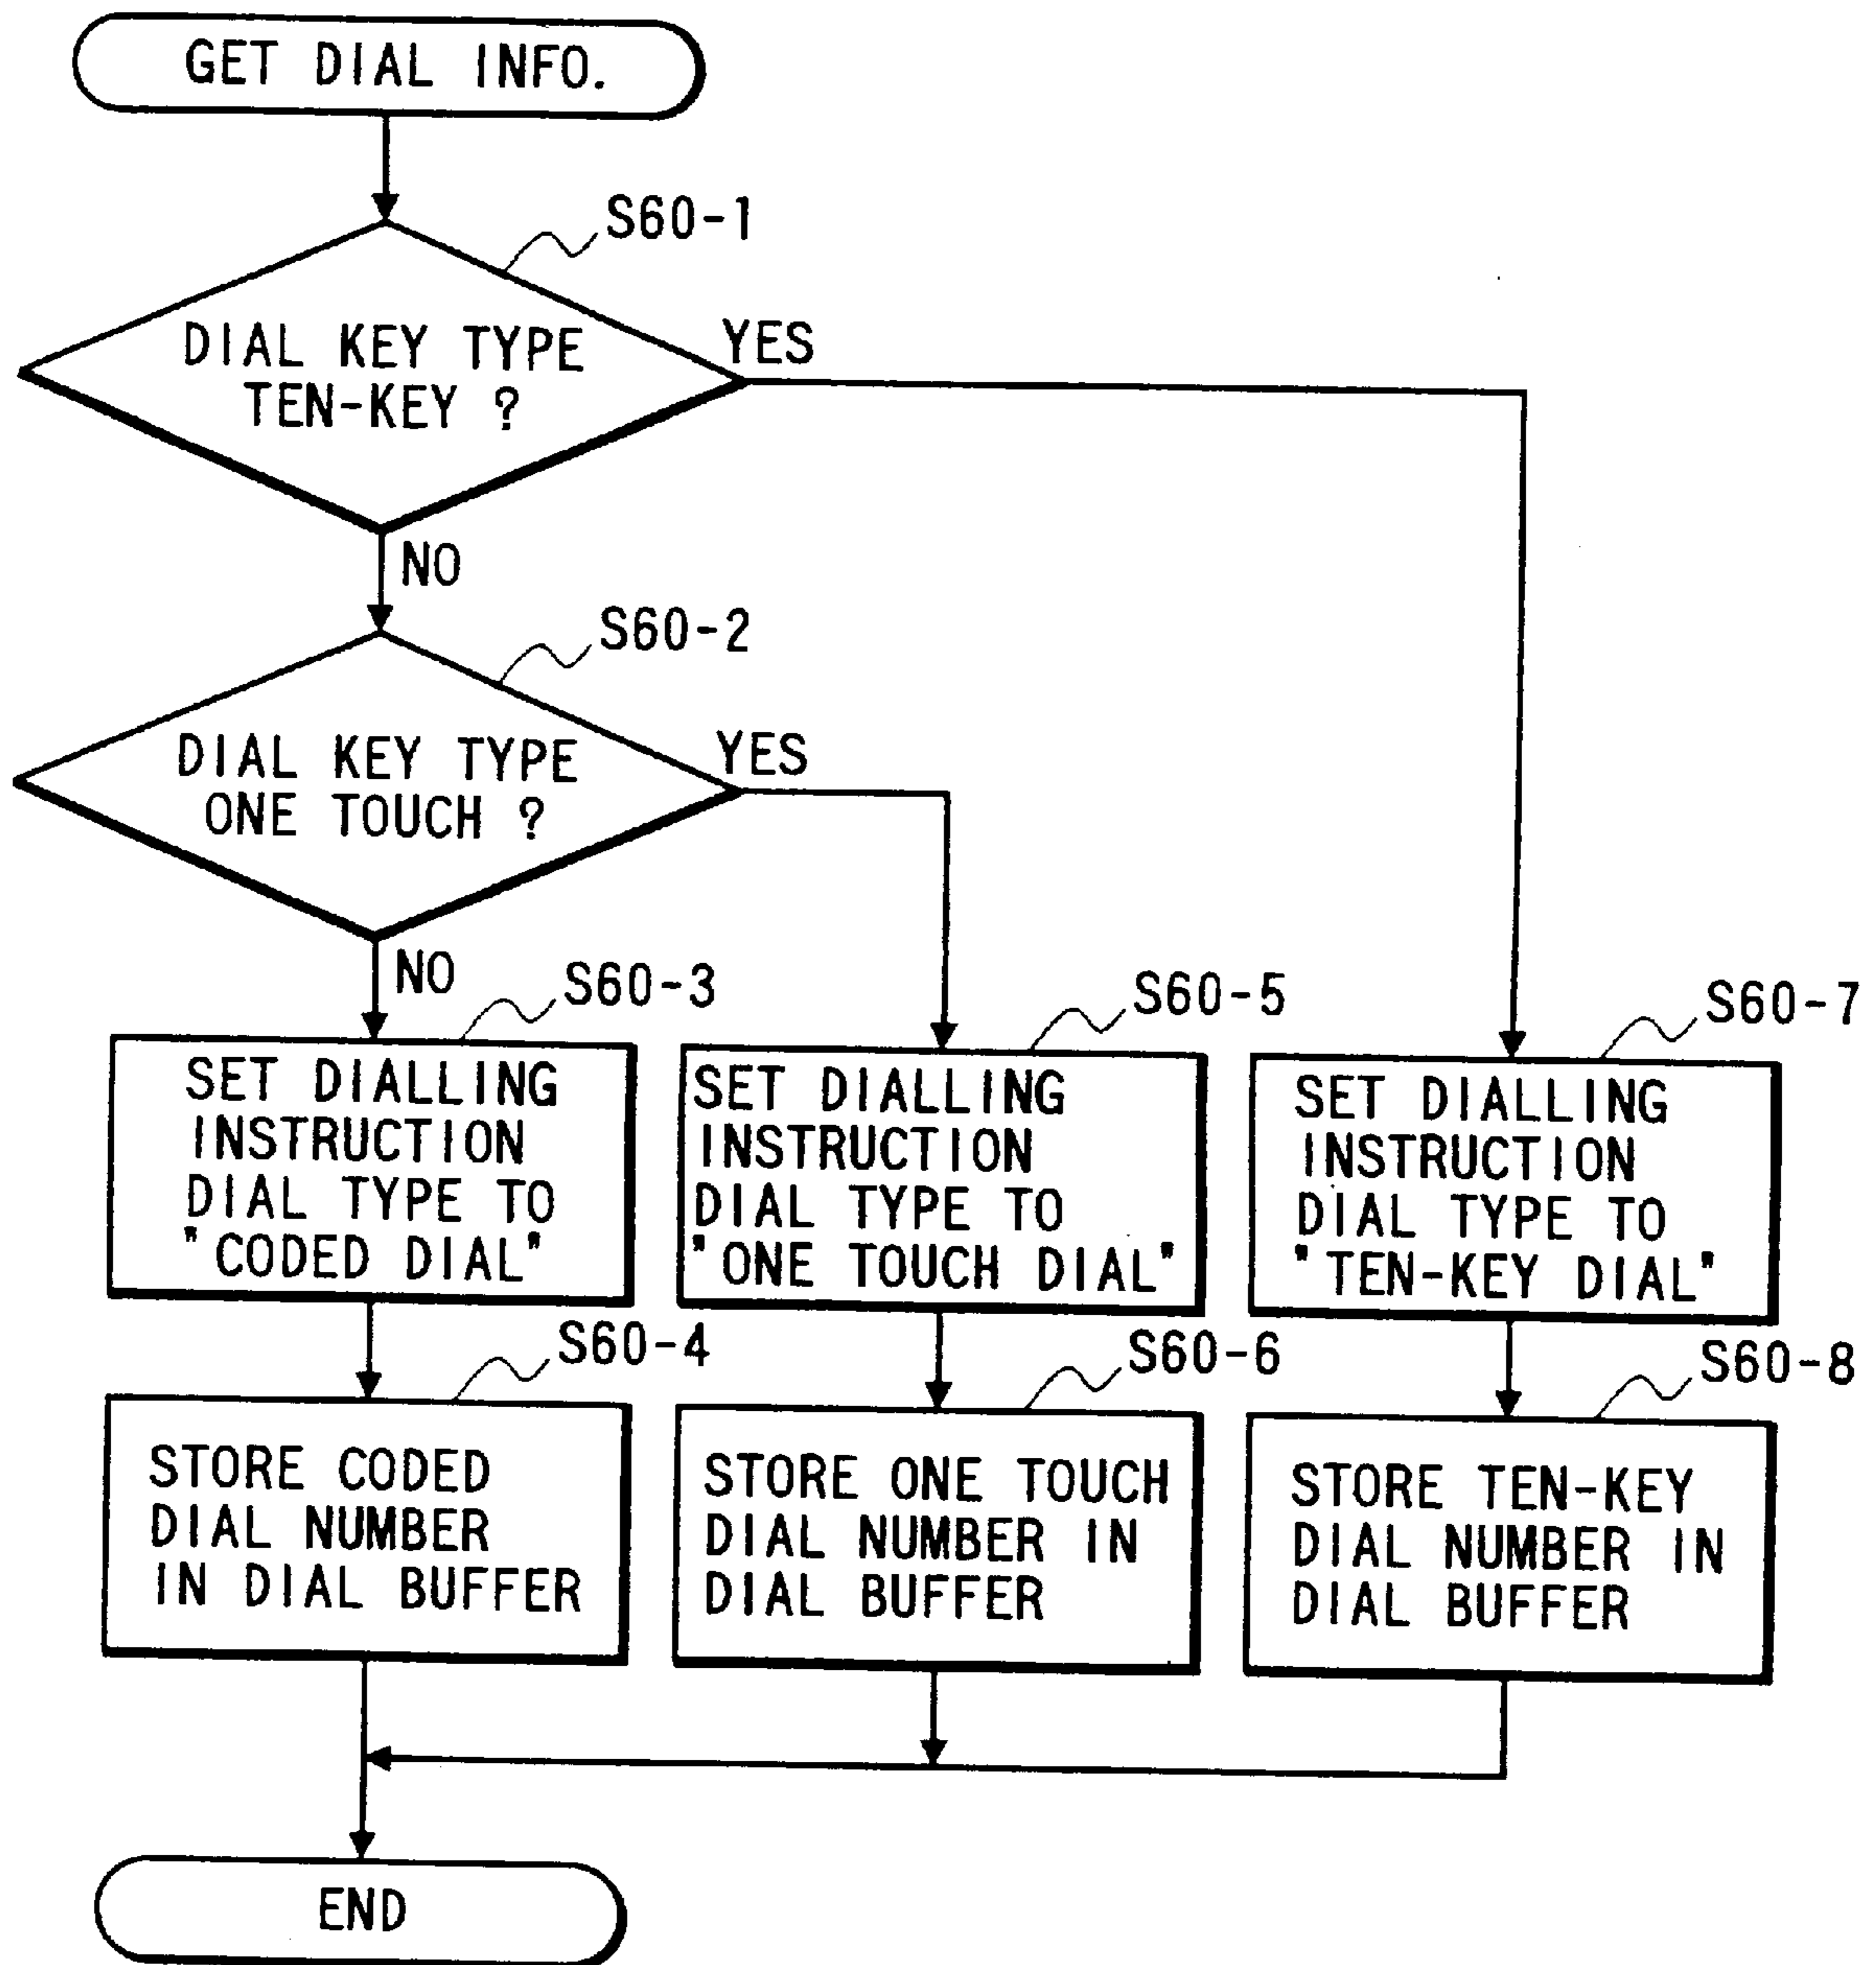 GET DIAL INFO.
S60-1
DIAL KEY TYPE
TEN-KEY ?
YES
NO
S60-2
DIAL KEY TYPE
ONE TOUCH ?
YES
NO
S60-3
SET DIALLING
INSTRUCTION
DIAL TYPE TO
"CODED DIAL"
S60-5
SET DIALLING
INSTRUCTION
DIAL TYPE TO
"ONE TOUCH DIAL"
S60-7
SET DIALLING
INSTRUCTION
DIAL TYPE TO
"TEN-KEY DIAL"
S60-4
STORE CODED
DIAL NUMBER
IN DIAL BUFFER
S60-6
STORE ONE TOUCH
DIAL NUMBER IN
DIAL BUFFER
S60-8
STORE TEN-KEY
DIAL NUMBER IN
DIAL BUFFER
END